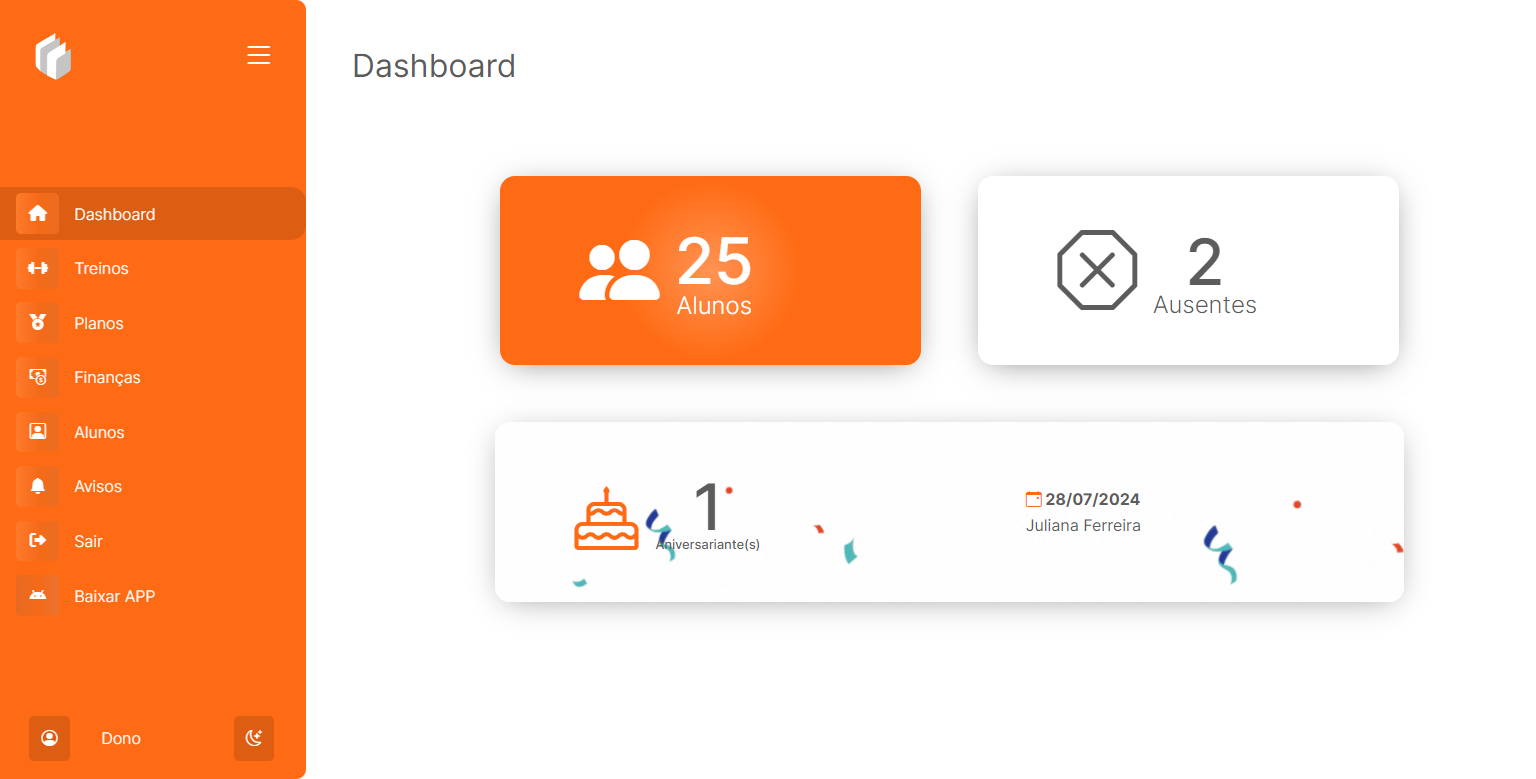 Dashboard
Dashboard
Treinos
Planos
Finanças
Alunos
Avisos
Sair
Baixar APP
Dono
25
Alunos
2
Ausentes
1
Aniversariante(s)
28/07/2024
Juliana Ferreira